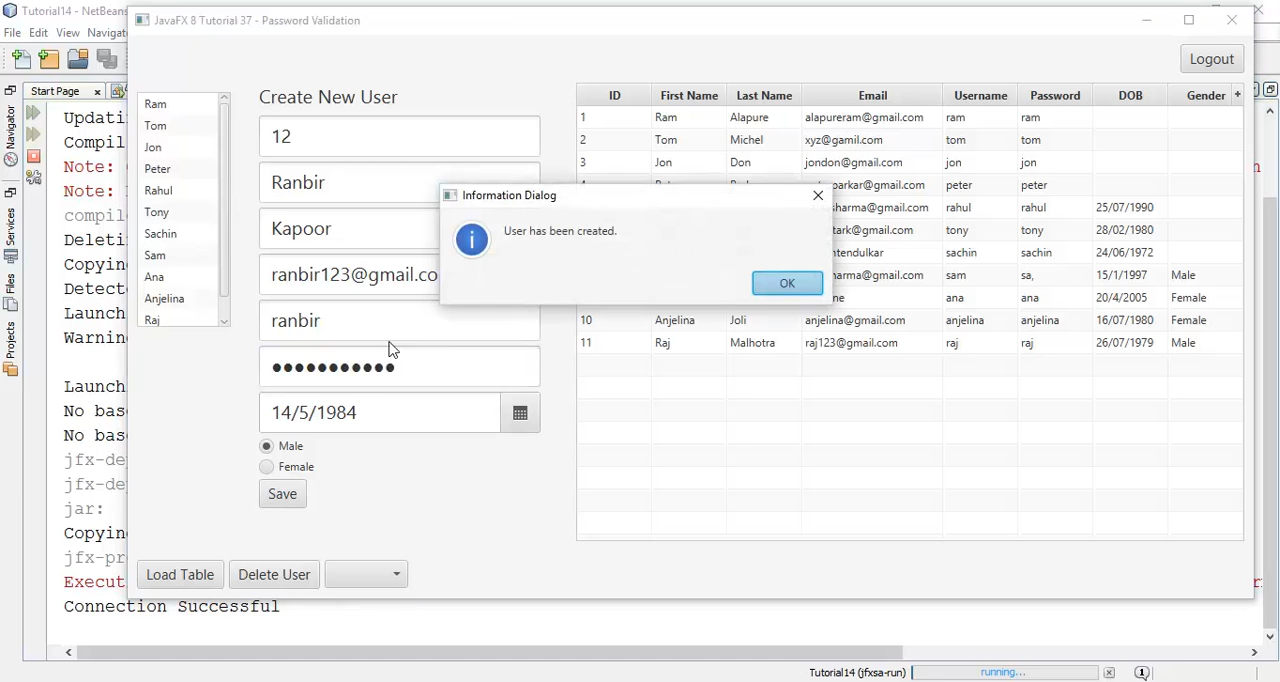 Tutorial14 - NetBeans
JavaFX 8 Tutorial 37 - Password Validation
File Edit View Navigat
Logout
Start Page
Navigator
Services
Files
Projects
Updati
Compil
Note:
Note:
compil
Deleti
Copyin
Detect
Launch
Warnin
Launch
No base
No base
jfx-de
jfx-de
jar:
Copyin
jfx-pr
Execut
Connection Successful
Ram
Tom
Jon
Peter
Rahul
Tony
Sachin
Sam
Ana
Anjelina
Raj
Create New User
12
Ranbir
Kapoor
ranbir123@gmail.co
ranbir
14/5/1984
Male
Female
Save
Load Table Delete User
Information Dialog
User has been created.
OK
ID First Name Last Name Email Username Password DOB Gender +
1 Ram Alapure alapureram@gmail.com ram ram
2 Tom Michel xyz@gamil.com tom tom
3 Jon Don jondon@gmail.com jon jon
parkar@gmail.com peter peter
sharma@gmail.com rahul rahul 25/07/1990
tark@gmail.com tony tony 28/02/1980
tendulkar sachin sachin 24/06/1972
arma@gmail.com sam sa, 15/1/1997 Male
ne ana ana 20/4/2005 Female
10 Anjelina Joli anjelina@gmail.com anjelina anjelina 16/07/1980 Female
11 Raj Malhotra raj123@gmail.com raj raj 26/07/1979 Male
Tutorial14 (jfxsa-run) running...
1